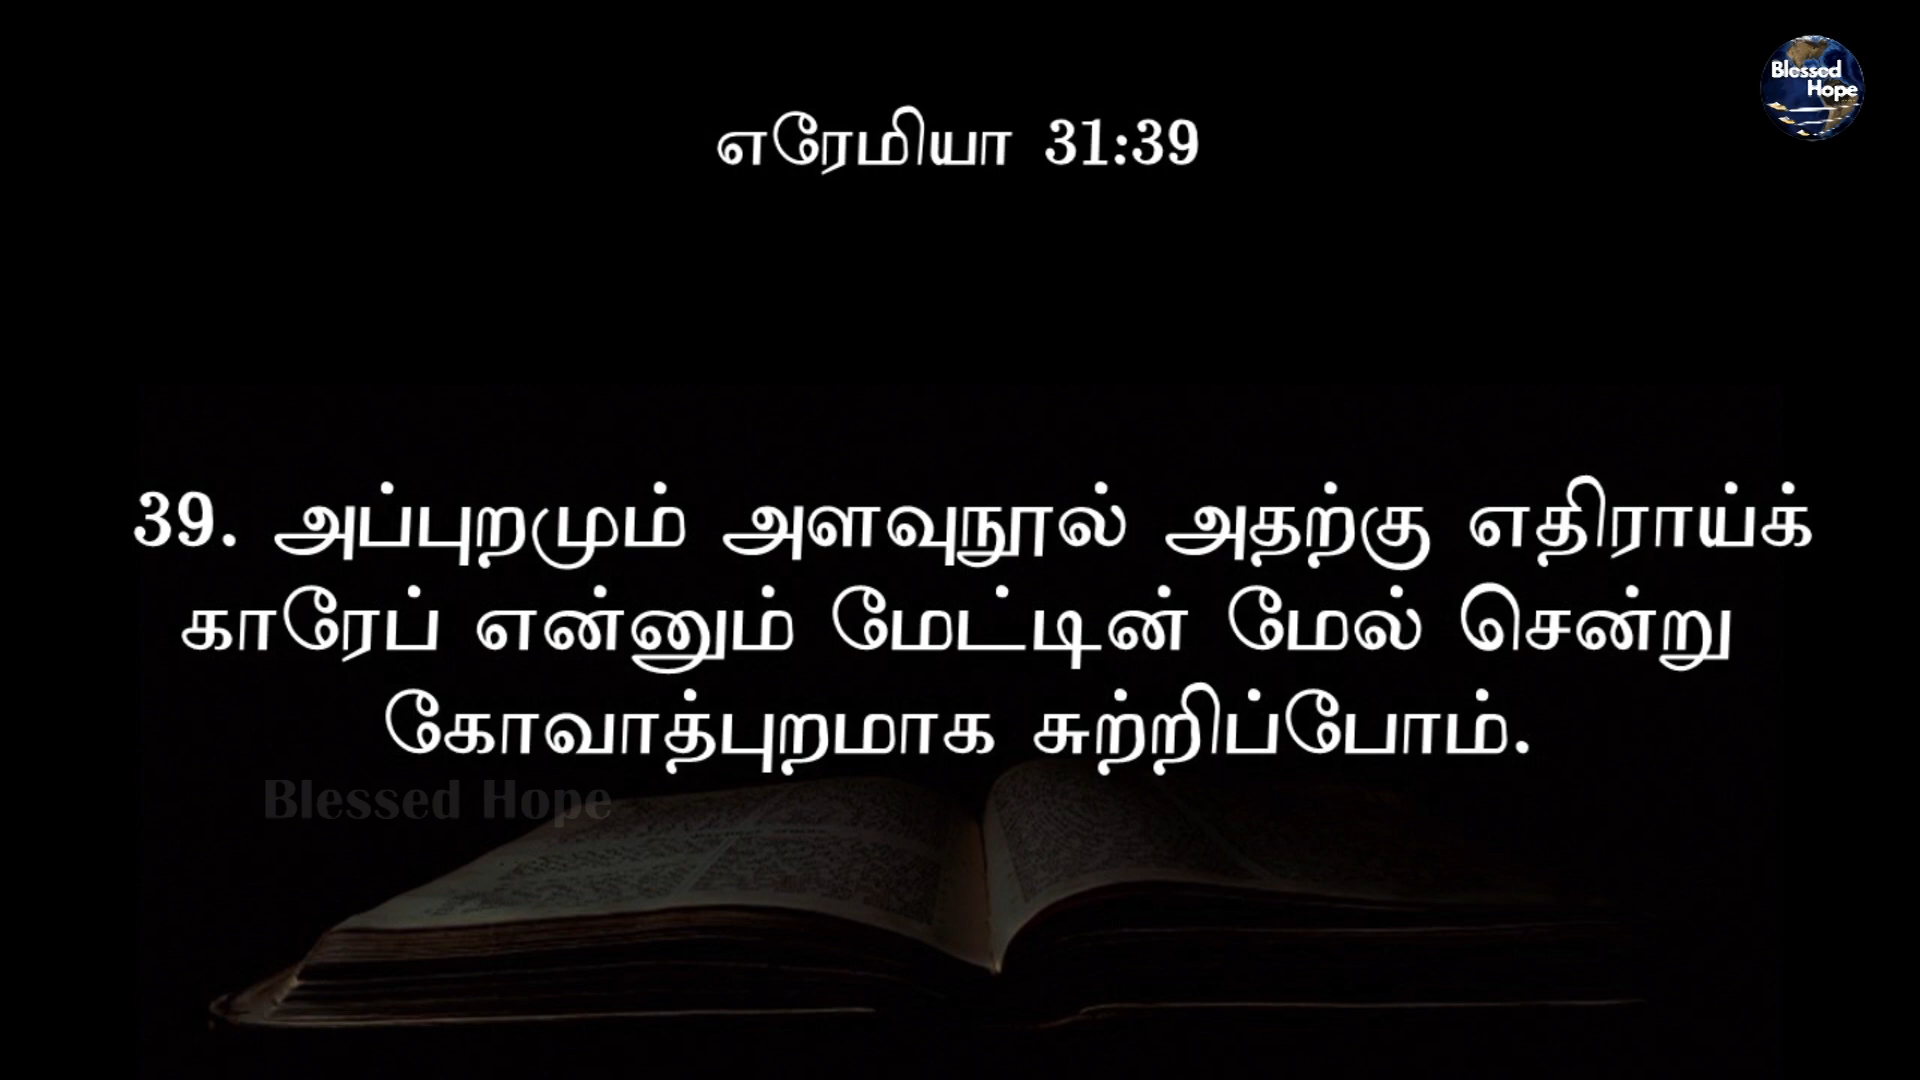 Blessed
Hope
எரேமியா 31:39
39. அப்புறமும் அளவுநூல் அதற்கு எதிராய்க்
காரேப் என்னும் மேட்டின் மேல் சென்று
கோவாத்புறமாக சுற்றிப்போம்.
Blessed Hope